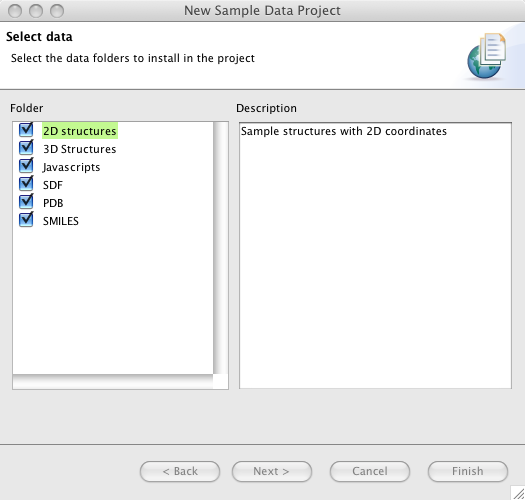 New Sample Data Project
Select data
Select the data folders to install in the project
Folder
Description
2D structures
3D Structures
Javascripts
SDF
PDB
SMILES
Sample structures with 2D coordinates
< Back
Next >
Cancel
Finish